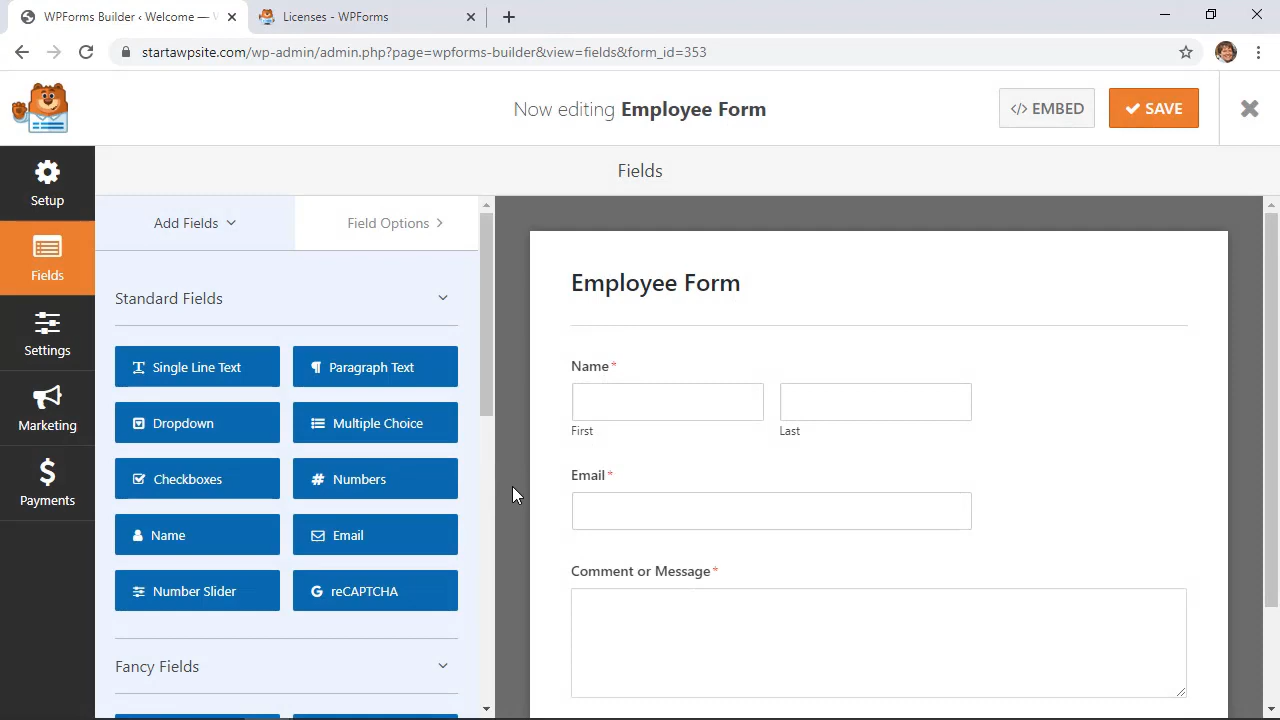 WPForms Builder ‹ Welcome —
Licenses - WPForms
startawpsite.com/wp-admin/admin.php?page=wpforms-builder&view=fields&form_id=353
Now editing Employee Form
</> EMBED
SAVE
Setup
Fields
Settings
Marketing
Payments
Fields
Add Fields
Field Options
Standard Fields
Single Line Text
Paragraph Text
Dropdown
Multiple Choice
Checkboxes
Numbers
Name
Email
Number Slider
reCAPTCHA
Fancy Fields
Employee Form
Name*
First
Last
Email*
Comment or Message*